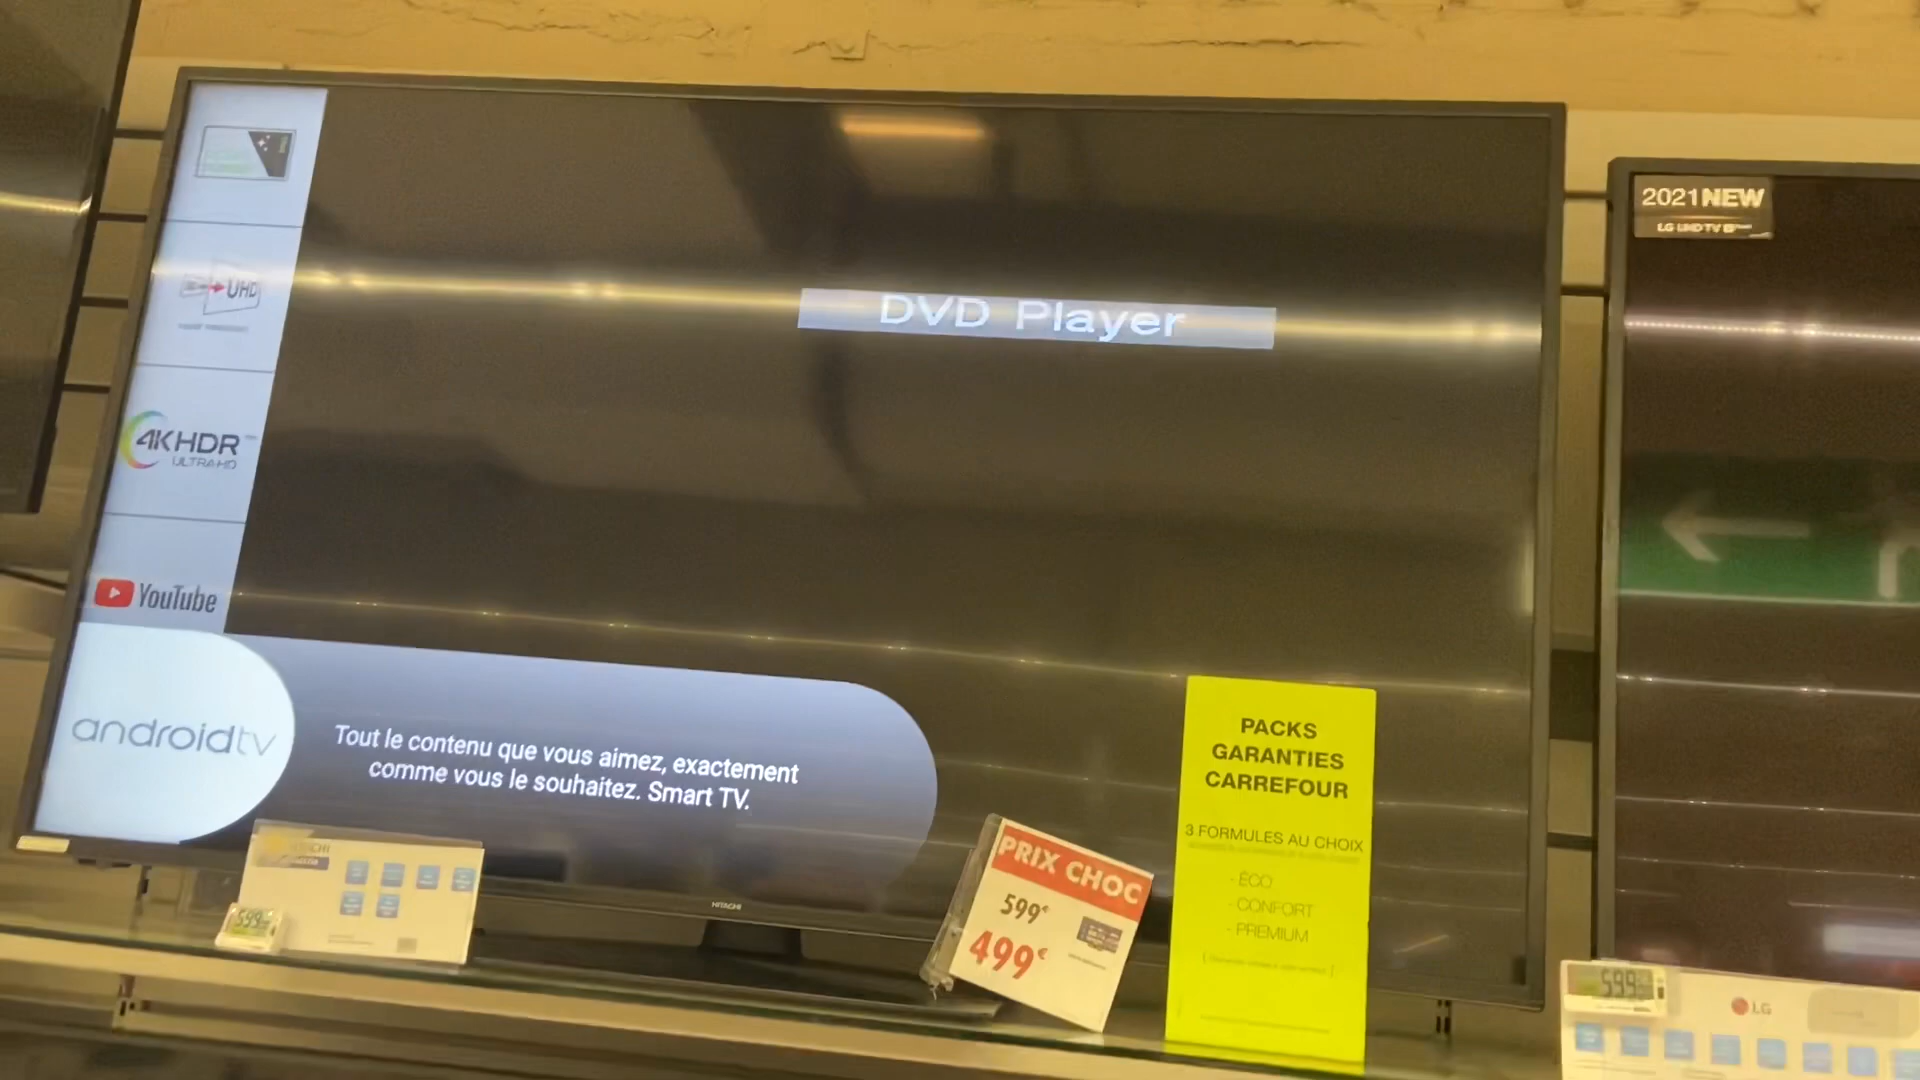 UHD
4K HDR
ULTRA HD
YouTube
androidtv
DVD Player
Tout le contenu que vous aimez, exactement
comme vous le souhaitez. Smart TV.
HITACHI
599
PRIX CHOC
599€
499€
PACKS
GARANTIES
CARREFOUR
3 FORMULES AU CHOIX
- ÉCO
- CONFORT
- PREMIUM
2021 NEW
LG UHD TV
599
LG